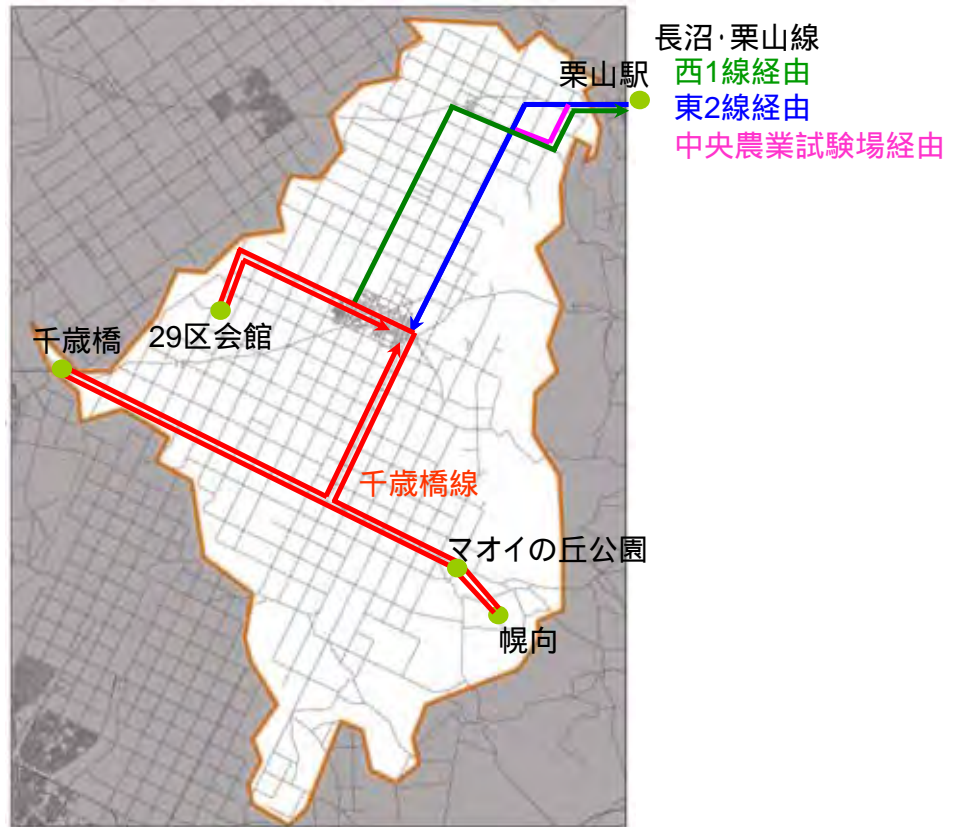 長沼・栗山線
栗山駅
西1線経由
東2線経由
中央農業試験場経由
千歳橋
29区会館
千歳橋線
マオイの丘公園
幌向